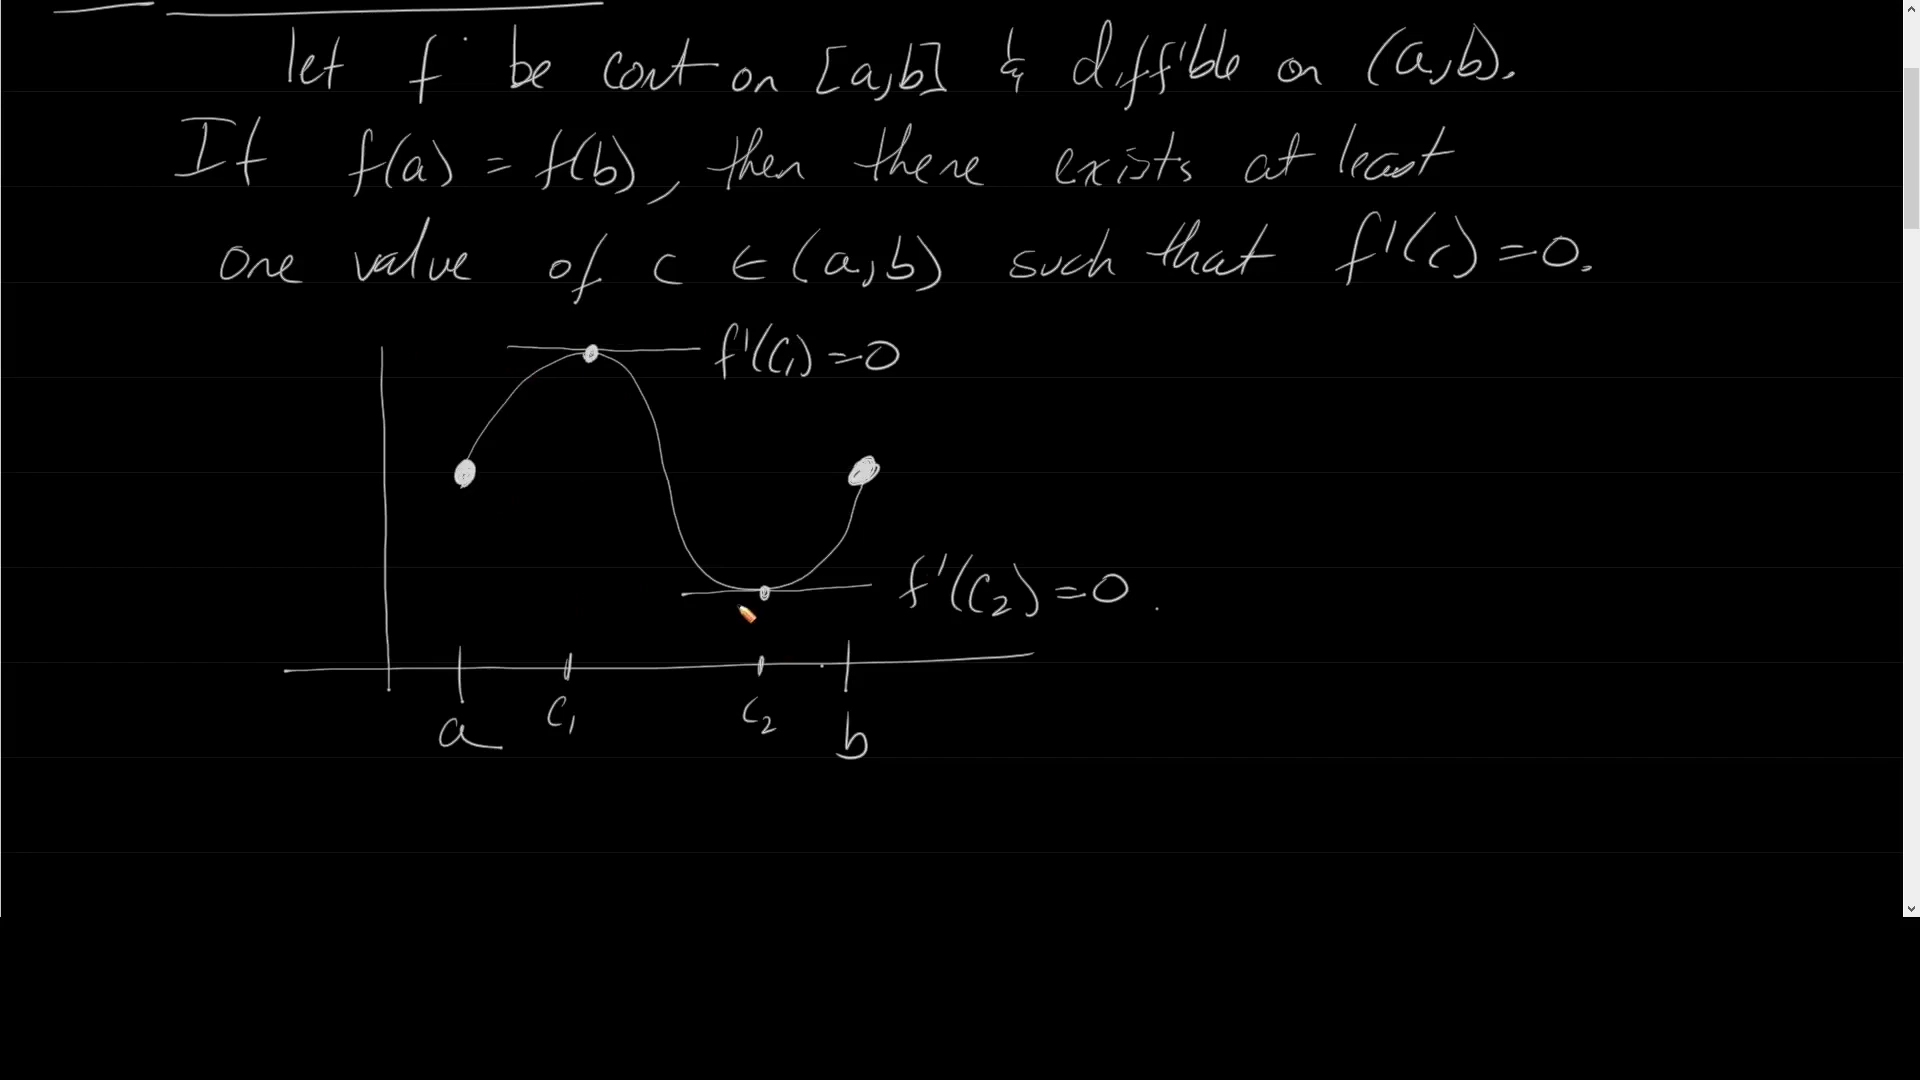 let f be cont on [a,b] & diff'ble on (a,b).
If f(a) = f(b), then there exists at least
one value of c ∈ (a,b) such that f'(c) = 0.
f'(c₁) = 0
f'(c₂) = 0.
a c₁ c₂ b